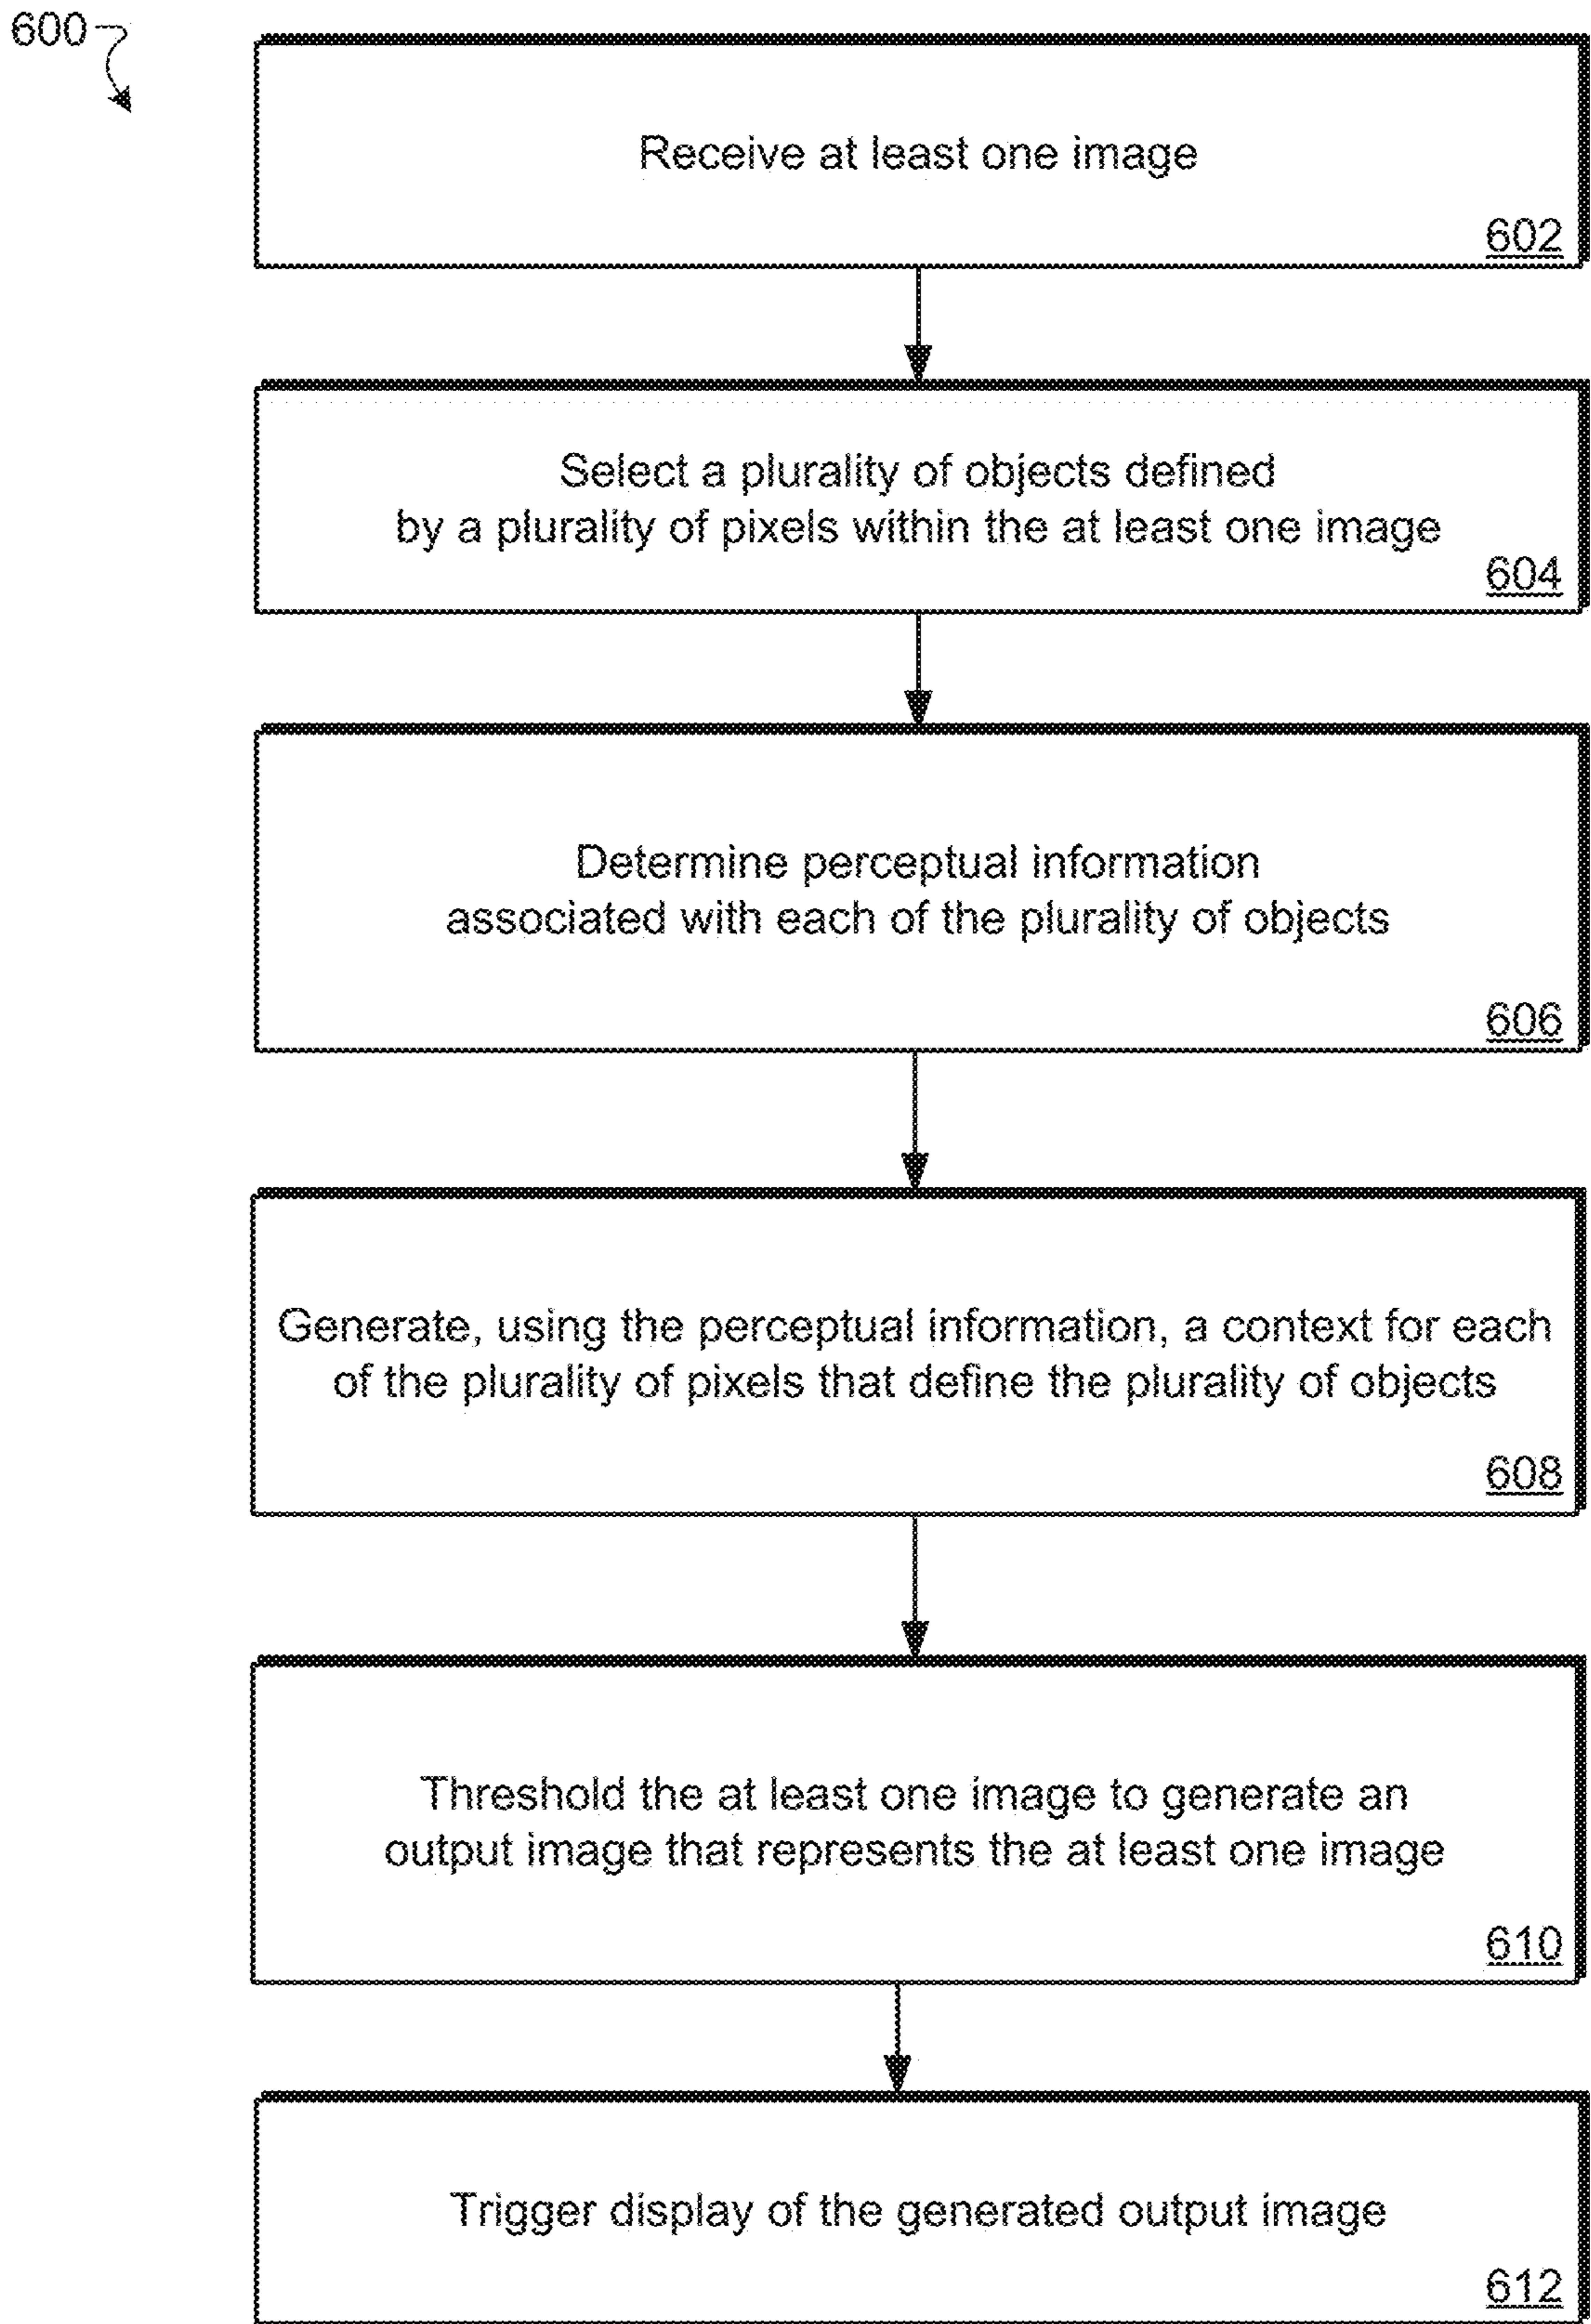 600
Receive at least one image
602
Select a plurality of objects defined
by a plurality of pixels within the at least one image
604
Determine perceptual information
associated with each of the plurality of objects
606
Generate, using the perceptual information, a context for each
of the plurality of pixels that define the plurality of objects
608
Threshold the at least one image to generate an
output image that represents the at least one image
610
Trigger display of the generated output image
612